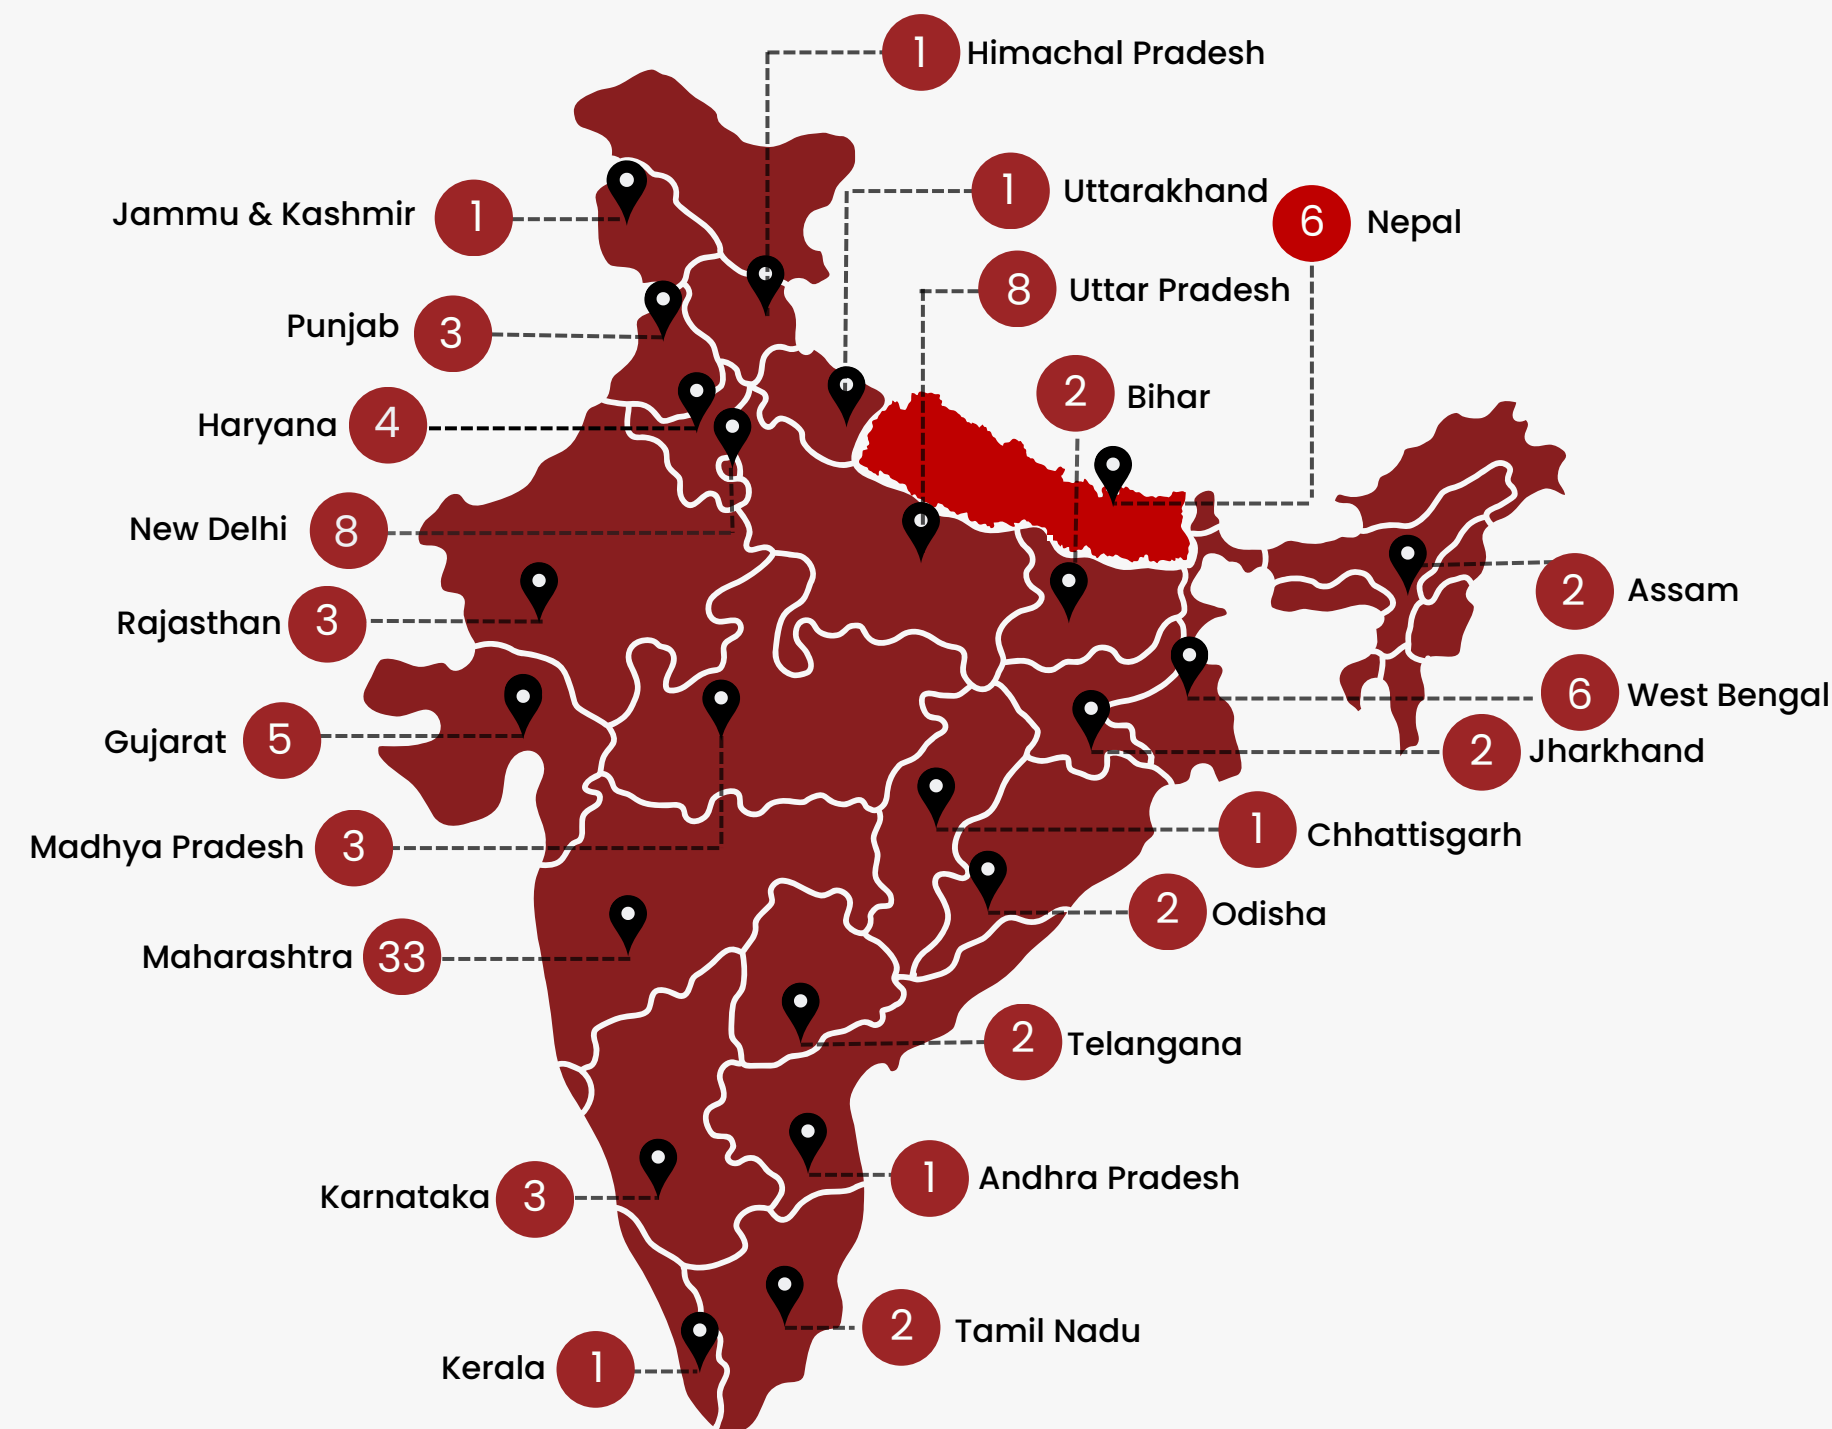 1 Himachal Pradesh
1 Uttarakhand
Jammu & Kashmir 1
6 Nepal
8 Uttar Pradesh
Punjab 3
2 Bihar
Haryana 4
New Delhi 8
2 Assam
Rajasthan 3
6 West Bengal
Gujarat 5
2 Jharkhand
1 Chhattisgarh
Madhya Pradesh 3
2 Odisha
Maharashtra 33
2 Telangana
1 Andhra Pradesh
Karnataka 3
2 Tamil Nadu
Kerala 1